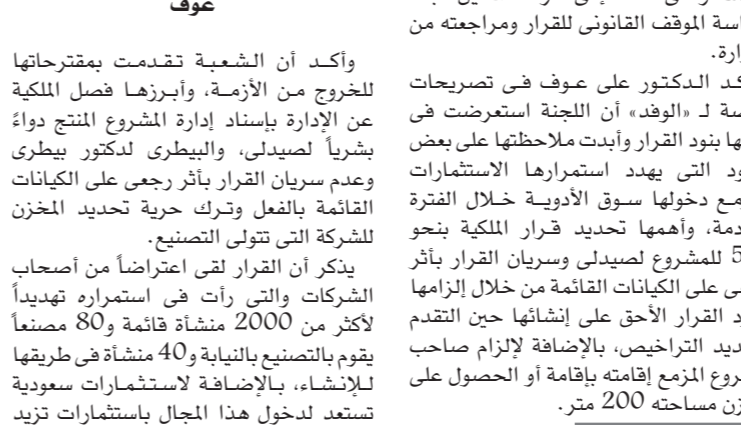 اسة الموقف القانونى للقرار ومراجعته من
ارة.
كد الدكتور على عوف فى تصريحات
صة لـ «الوفد» أن اللجنة استعرضت فى
ها بنود القرار وأبدت ملاحظتها على بعض
ود التى يهدد استمرارها الاستثمارات
مع دخولها سوق الأدوية خلال الفترة
دمة، وأهمها تحديد قرار الملكية بنحو
5 للمشروع لصيدلى وسريان القرار بأثر
ى على الكيانات القائمة من خلال إلزامها
د القرار الأحق على إنشائها حين التقدم
ديد التراخيص، بالإضافة لإلزام صاحب
روع المزمع إقامته بإقامة أو الحصول على
زن مساحته 200 متر.
عوف
وأكد أن الشعبة تقدمت بمقترحاتها
للخروج من الأزمة، وأبرزها فصل الملكية
عن الإدارة بإسناد إدارة المشروع المنتج دواءً
بشرياً لصيدلى، والبيطرى لدكتور بيطرى
وعدم سريان القرار بأثر رجعى على الكيانات
القائمة بالفعل وترك حرية تحديد المخزن
للشركة التى تتولى التصنيع.
يذكر أن القرار لقى اعتراضاً من أصحاب
الشركات والتى رأت فى استمراره تهديداً
لأكثر من 2000 منشأة قائمة و80 مصنعاً
يقوم بالتصنيع بالنيابة و40 منشأة فى طريقها
للإنشاء، بالإضافة لاستثمارات سعودية
تستعد لدخول هذا المجال باستثمارات تزيد